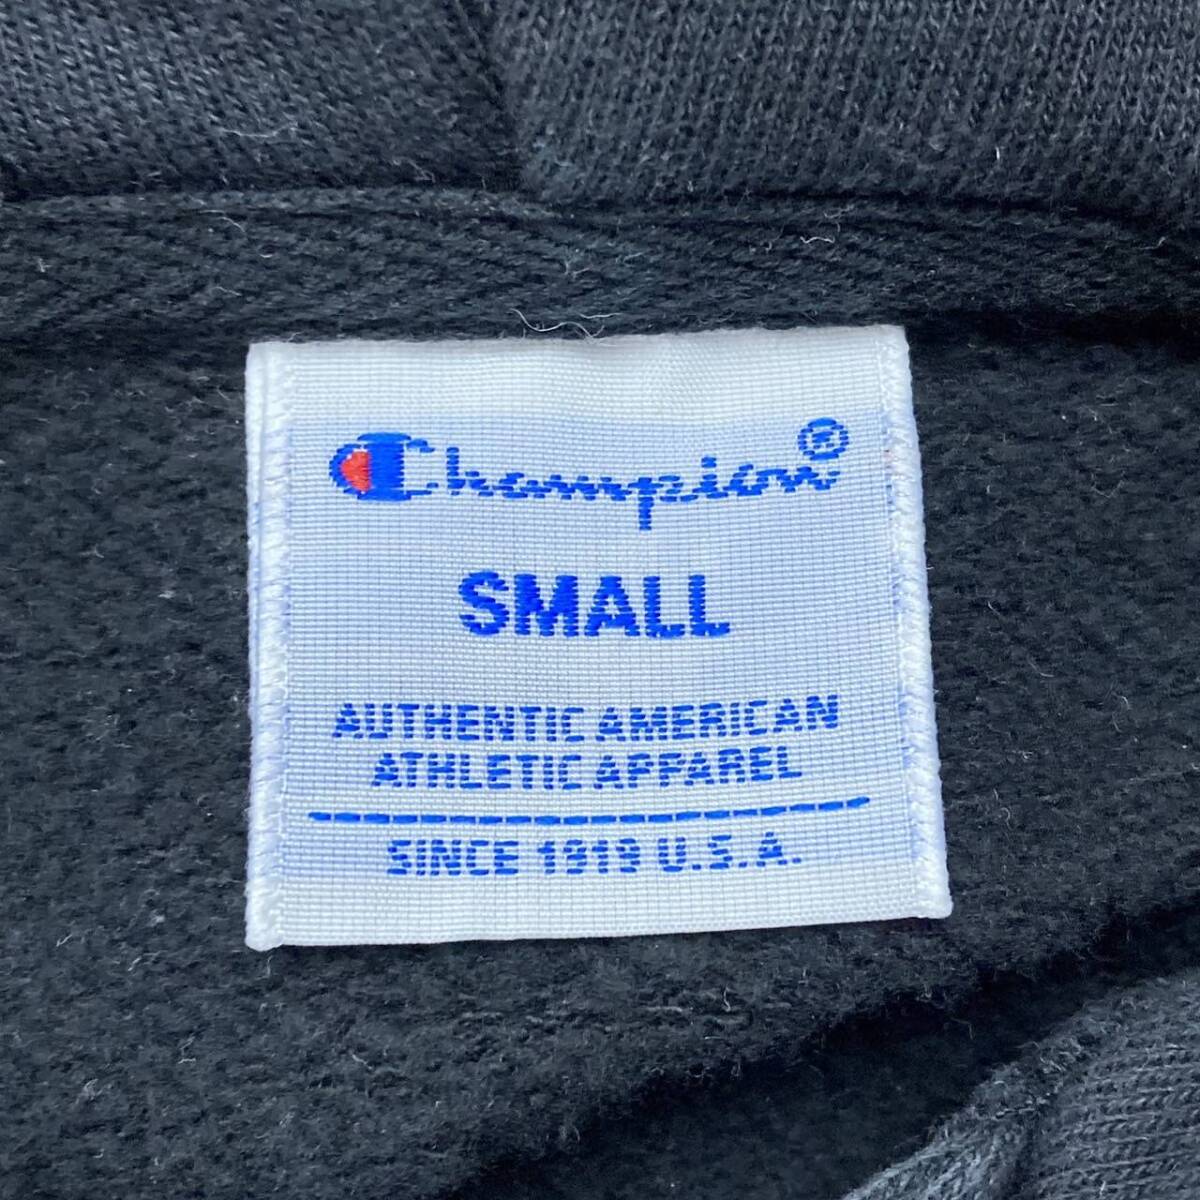 Champion®
SMALL
AUTHENTIC AMERICAN
ATHLETIC APPAREL
SINCE 1919 U.S.A.